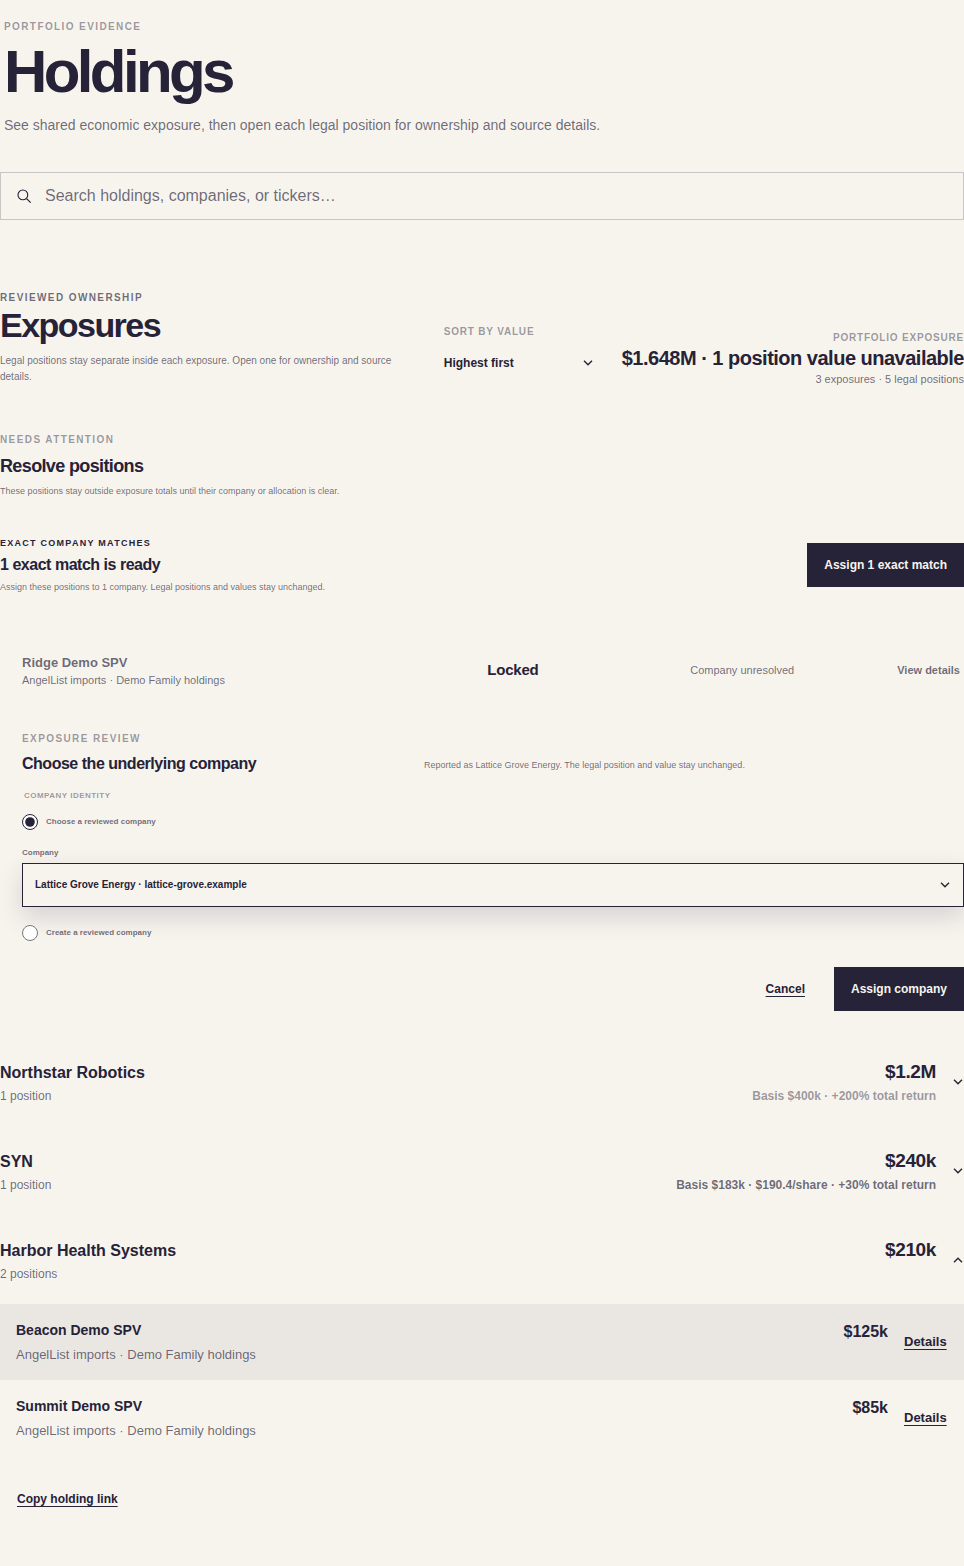 PORTFOLIO EVIDENCE
Holdings
See shared economic exposure, then open each legal position for ownership and source details.
Search holdings, companies, or tickers…
REVIEWED OWNERSHIP
Exposures
Legal positions stay separate inside each exposure. Open one for ownership and source
details.
SORT BY VALUE
Highest first
PORTFOLIO EXPOSURE
$1.648M · 1 position value unavailable
3 exposures · 5 legal positions
NEEDS ATTENTION
Resolve positions
These positions stay outside exposure totals until their company or allocation is clear.
EXACT COMPANY MATCHES
1 exact match is ready
Assign these positions to 1 company. Legal positions and values stay unchanged.
Assign 1 exact match
Ridge Demo SPV
AngelList imports · Demo Family holdings
Locked
Company unresolved
View details
EXPOSURE REVIEW
Choose the underlying company
Reported as Lattice Grove Energy. The legal position and value stay unchanged.
COMPANY IDENTITY
Choose a reviewed company
Company
Lattice Grove Energy · lattice-grove.example
Create a reviewed company
Cancel
Assign company
Northstar Robotics
1 position
$1.2M
Basis $400k · +200% total return
SYN
1 position
$240k
Basis $183k · $190.4/share · +30% total return
Harbor Health Systems
2 positions
$210k
Beacon Demo SPV
AngelList imports · Demo Family holdings
$125k
Details
Summit Demo SPV
AngelList imports · Demo Family holdings
$85k
Details
Copy holding link